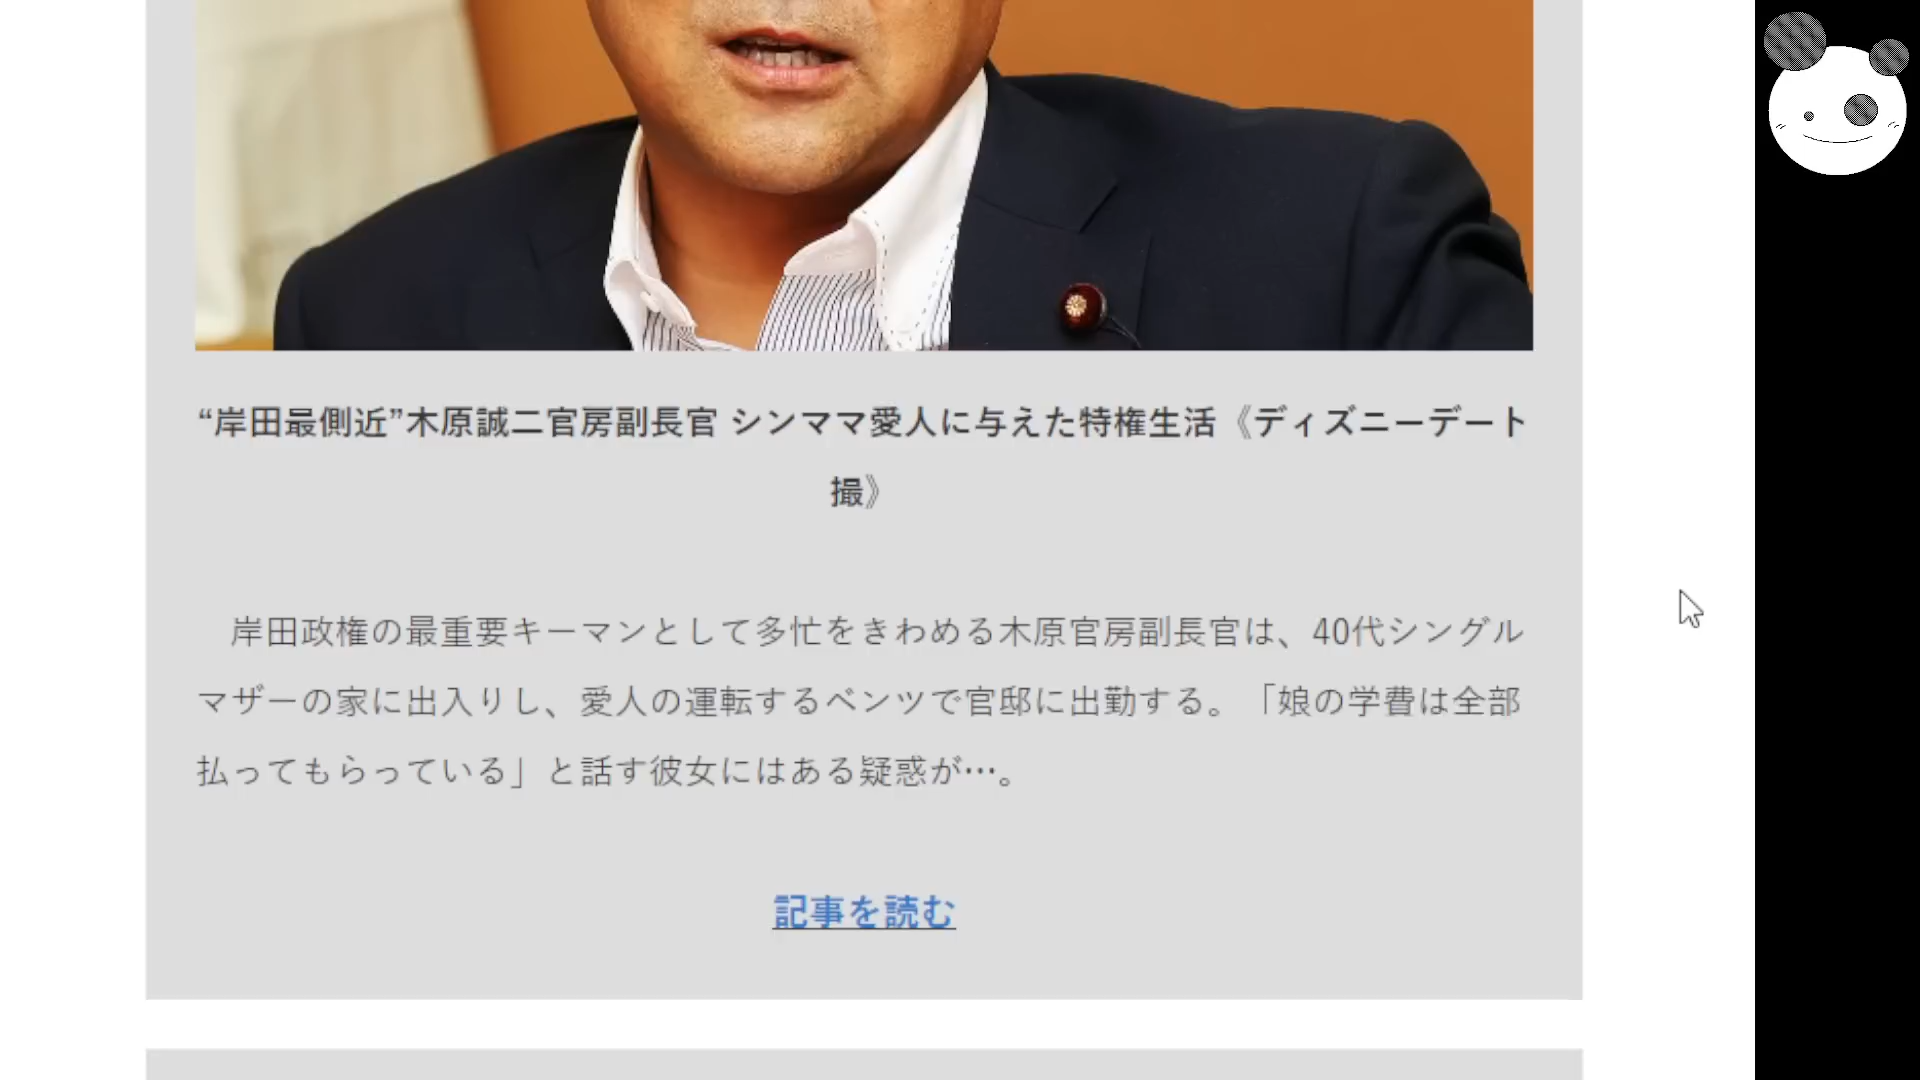 “岸田最側近”木原誠二官房副長官 シンママ愛人に与えた特権生活《ディズニーデート
撮》
岸田政権の最重要キーマンとして多忙をきわめる木原官房副長官は、40代シングル
マザーの家に出入りし、愛人の運転するベンツで官邸に出勤する。「娘の学費は全部
払ってもらっている」と話す彼女にはある疑惑が…。
記事を読む